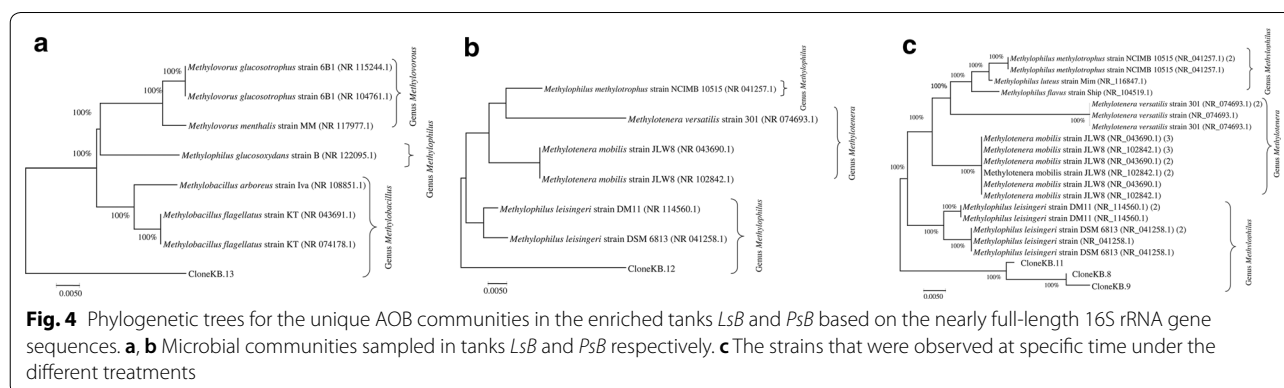 a
100%
Methylovorus glucosotrophus strain 6B1 (NR 115244.1)
100%
Methylovorus glucosotrophus strain 6B1 (NR 104761.1)
Methylovorus menthalis strain MM (NR 117977.1)
Genus Methylovorous
100%
Methylophilus glucosoxydans strain B (NR 122095.1)
Genus Methylophilus
Methylobacillus arboreus strain Iva (NR 108851.1)
100%
Methylobacillus flagellatus strain KT (NR 043691.1)
100%
Methylobacillus flagellatus strain KT (NR 074178.1)
CloneKB.13
Genus Methylobacillus
0.0050
b
Methylophilus methylotrophus strain NCIMB 10515 (NR 041257.1)
Genus Methylophilus
Methylotenera versatilis strain 301 (NR 074693.1)
Methylotenera mobilis strain JLW8 (NR 043690.1)
100%
Methylotenera mobilis strain JLW8 (NR 102842.1)
Genus Methylotenera
Methylophilus leisingeri strain DM11 (NR 114560.1)
Methylophilus leisingeri strain DSM 6813 (NR 041258.1)
CloneKB.12
Genus Methylophilus
0.0050
c
100%
Methylophilus methylotrophus strain NCIMB 10515 (NR_041257.1) (2)
100%
Methylophilus methylotrophus strain NCIMB 10515 (NR_041257.1)
100%
Methylophilus luteus strain Mim (NR_116847.1)
Methylophilus flavus strain Ship (NR_104519.1)
Genus Methylophilus
100%
Methylotenera versatilis strain 301 (NR_074693.1) (2)
Methylotenera versatilis strain (NR_074693.1)
100%
Methylotenera versatilis strain 301 (NR_074693.1)
Methylotenera mobilis strain JLW8 (NR_043690.1) (3)
Methylotenera mobilis strain JLW8 (NR_102842.1) (3)
100%
Methylotenera mobilis strain JLW8 (NR_043690.1) (2)
100%
Methylotenera mobilis strain JLW8 (NR_102842.1) (2)
Methylotenera mobilis strain JLW8 (NR_043690.1)
Methylotenera mobilis strain JLW8 (NR_102842.1)
Genus Methylotenera
Methylophilus leisingeri strain DM11 (NR_114560.1) (2)
100%
Methylophilus leisingeri strain DM11 (NR_114560.1)
100%
Methylophilus leisingeri strain DSM 6813 (NR_041258.1) (2)
Methylophilus leisingeri strain (NR_041258.1)
100%
Methylophilus leisingeri strain DSM 6813 (NR_041258.1)
CloneKB.11
100%
CloneKB.8
100%
CloneKB.9
Genus Methylophilus
0.0050
Fig. 4 Phylogenetic trees for the unique AOB communities in the enriched tanks LsB and PsB based on the nearly full-length 16S rRNA gene
sequences. a, b Microbial communities sampled in tanks LsB and PsB respectively. c The strains that were observed at specific time under the
different treatments